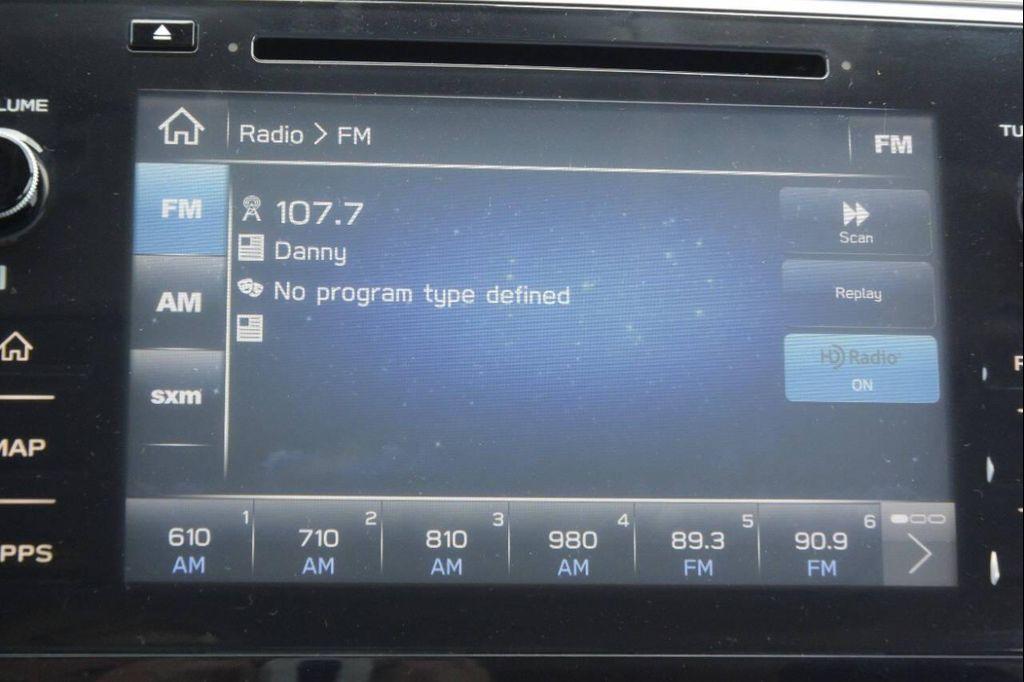 LUME
TU
Radio > FM
FM
FM
107.7
Scan
Danny
Replay
AM
No program type defined
HD Radio
ON
sxm
MAP
PPS
1
610
AM
2
710
AM
3
810
AM
4
980
AM
5
89.3
FM
6
90.9
FM